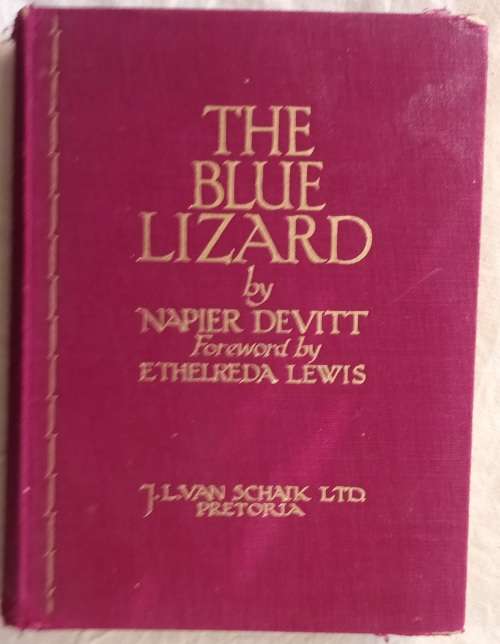 THE
BLUE
LIZARD
by
NAPIER DEVITT
Foreword by
ETHELREDA LEWIS
J.L.VAN SCHAIK LTD.
PRETORIA